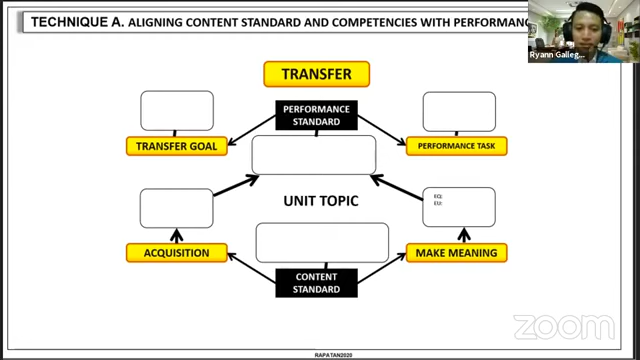 TECHNIQUE A. ALIGNING CONTENT STANDARD AND COMPETENCIES WITH PERFORMANC
Ryann Galleg...
TRANSFER
PERFORMANCE
STANDARD
TRANSFER GOAL
PERFORMANCE TASK
UNIT TOPIC
EQ:
EU:
ACQUISITION
MAKE MEANING
CONTENT
STANDARD
zoom
RAPATAN2020